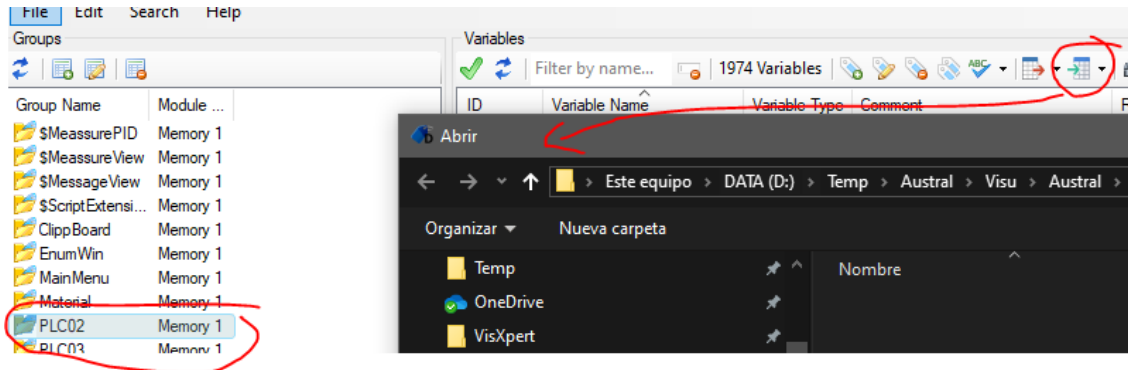 File Edit Search Help
Groups
Variables
Filter by name... 1974 Variables ABC
Group Name Module ...
ID Variable Name Variable Type Comment
$MeassurePID Memory 1
$MeassureView Memory 1
$MessageView Memory 1
$ScriptExtensi... Memory 1
ClippBoard Memory 1
EnumWin Memory 1
MainMenu Memory 1
Material Memory 1
PLC02 Memory 1
PLC03 Memory 1
Abrir
Este equipo > DATA (D:) > Temp > Austral > Visu > Austral >
Organizar Nueva carpeta
Temp
OneDrive
VisXpert
Nombre